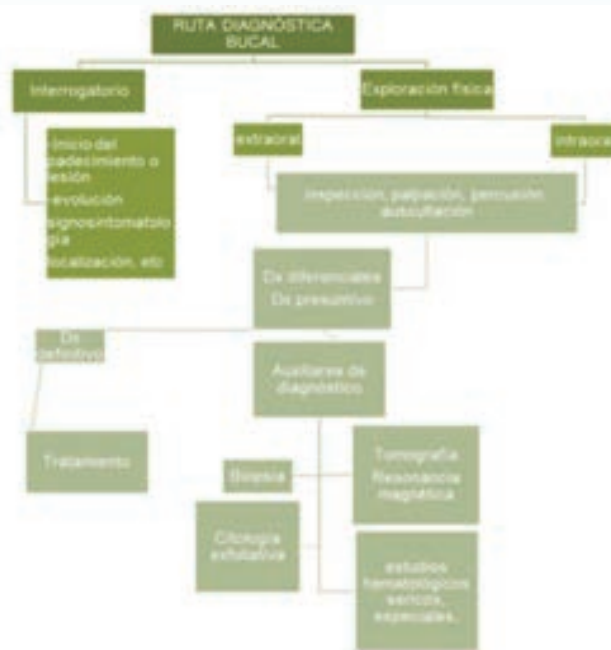 RUTA DIAGNÓSTICA
BUCAL
Interrogatorio
Exploración física
-Inicio del
padecimiento o
lesión
-evolución
signosintomatolo
gía
localización, etc
extraoral
intraoral
Inspección, palpación, percusión,
auscultación
Dx diferenciales
Dx presuntivo
Dx
definitivo
Auxiliares de
diagnóstico
Tratamiento
Biopsia
Tomografía
Resonancia
magnética
Citología
exfoliativa
estudios
hematológicos
séricos,
especiales.